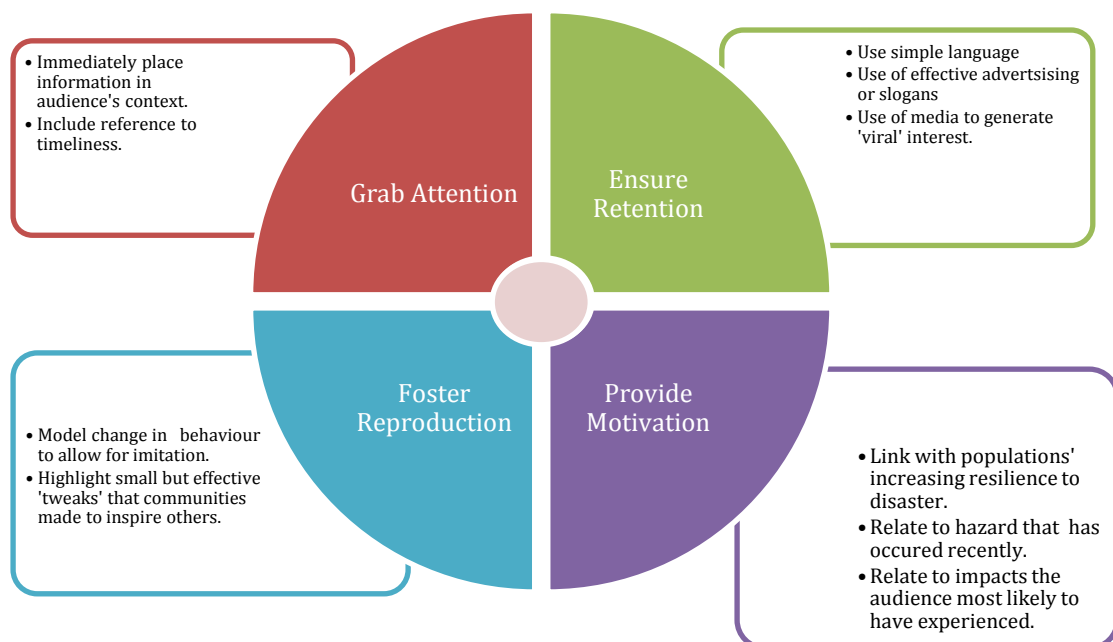 • Immediately place
information in
audience's context.
• Include reference to
timeliness.
Grab Attention
• Use simple language
• Use of effective advertsising
or slogans
• Use of media to generate
'viral' interest.
Ensure
Retention
• Model change in behaviour
to allow for imitation.
• Highlight small but effective
'tweaks' that communities
made to inspire others.
Foster
Reproduction
Provide
Motivation
• Link with populations'
increasing resilience to
disaster.
• Relate to hazard that has
occured recently.
• Relate to impacts the
audience most likely to
have experienced.